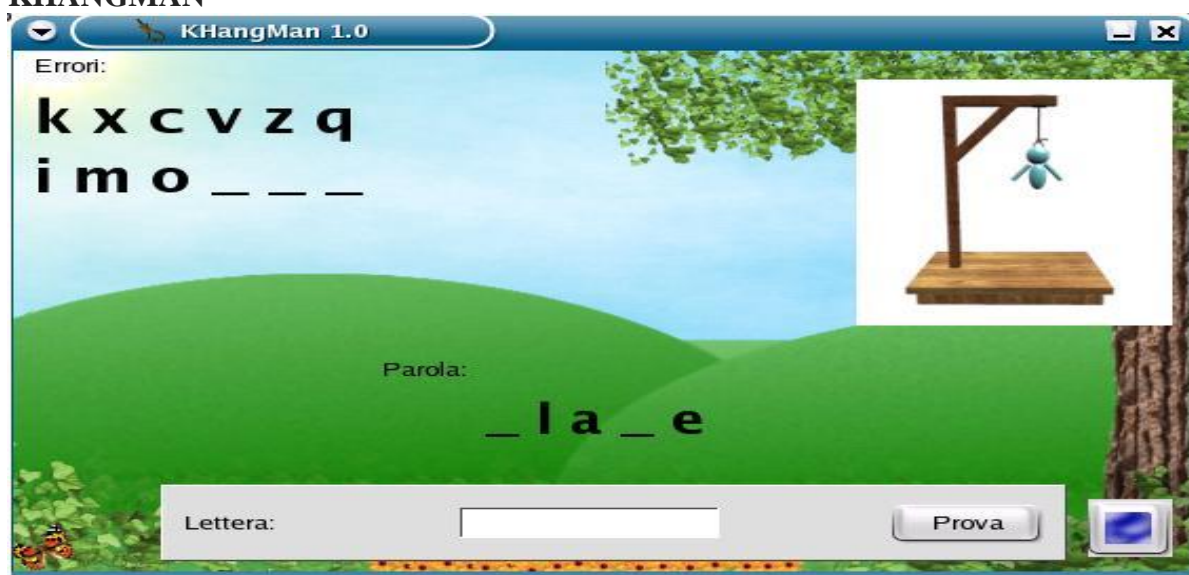 KHANGMAN
KHangMan 1.0
Errori:
k x c v z q
i m o _ _ _
Parola:
_ l a _ e
Lettera:
Prova